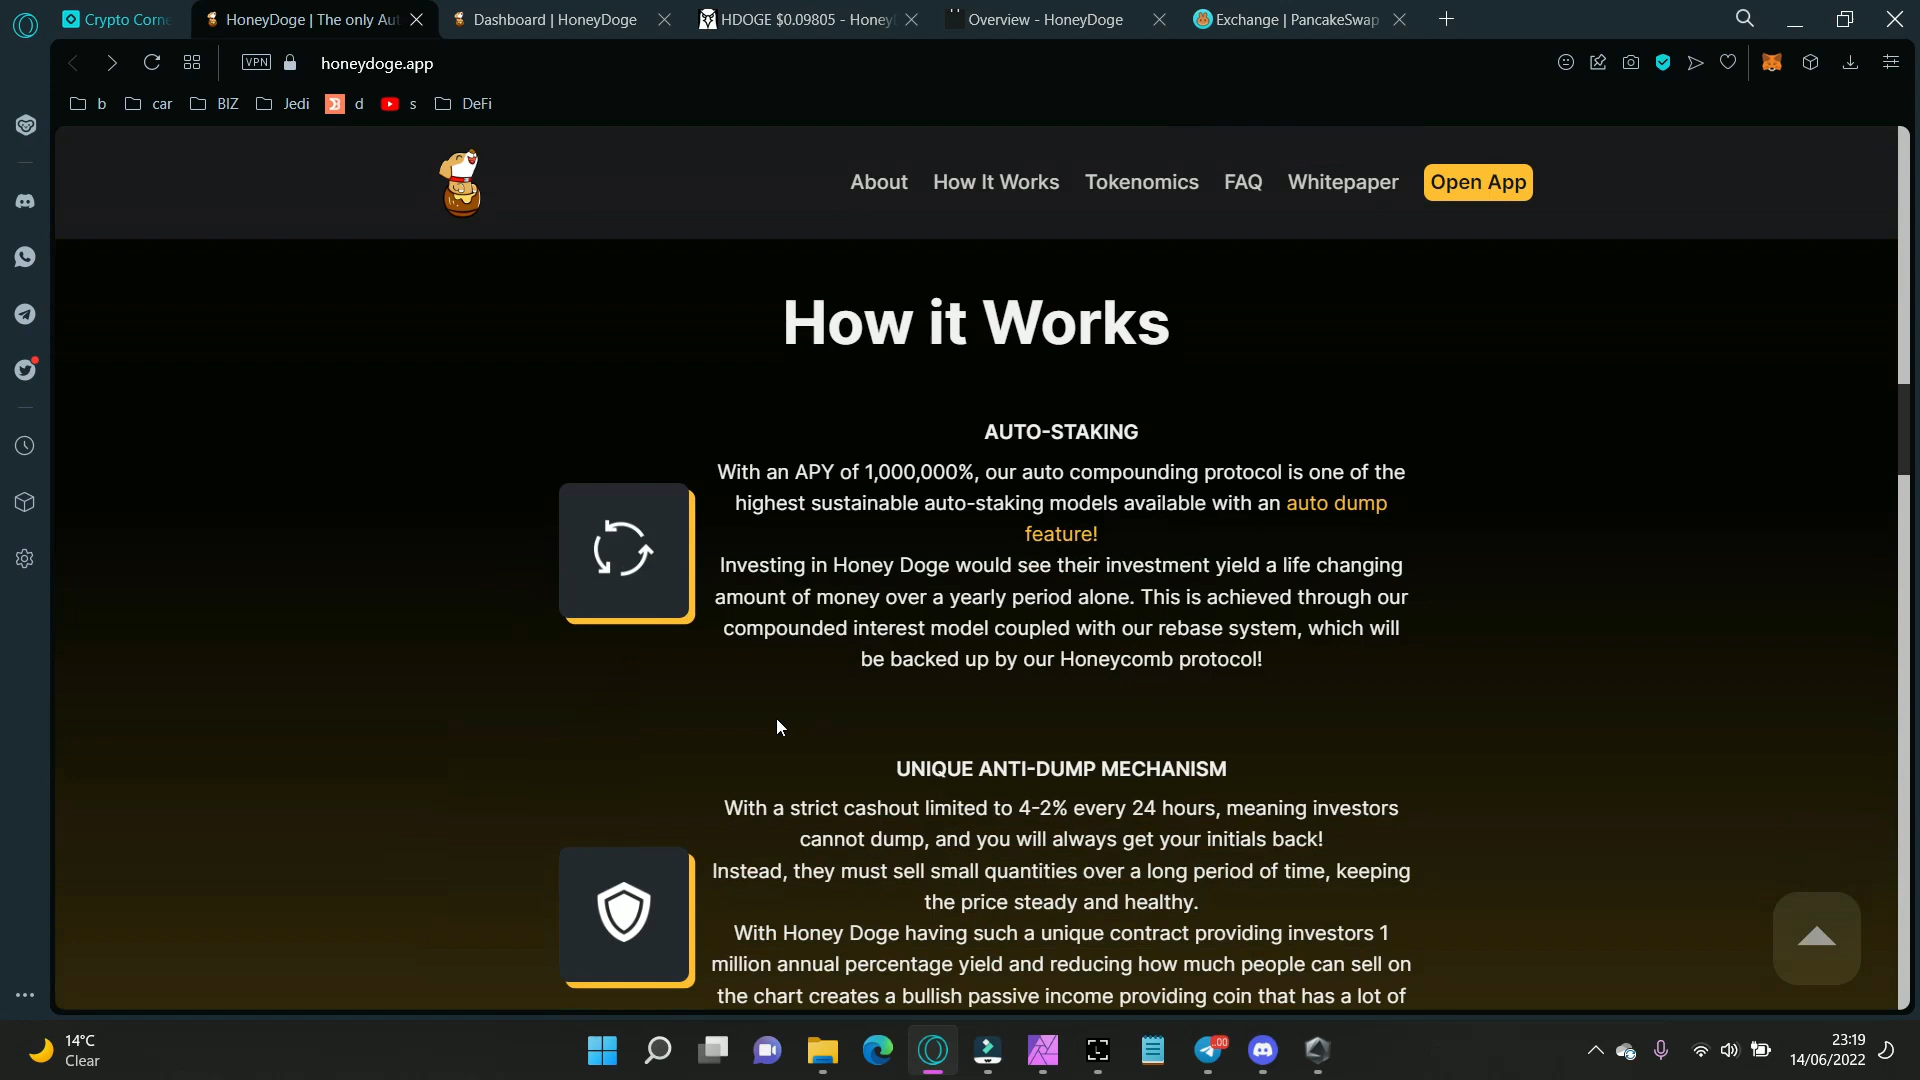 Crypto Corne
HoneyDoge | The only Aut
Dashboard | HoneyDoge
HDOGE $0.09805 - Honey
Overview - HoneyDoge
Exchange | PancakeSwap
VPN
honeydoge.app
b
car
BIZ
Jedi
d
s
DeFi
About
How It Works
Tokenomics
FAQ
Whitepaper
Open App
How it Works
AUTO-STAKING
With an APY of 1,000,000%, our auto compounding protocol is one of the
highest sustainable auto-staking models available with an auto dump
feature!
Investing in Honey Doge would see their investment yield a life changing
amount of money over a yearly period alone. This is achieved through our
compounded interest model coupled with our rebase system, which will
be backed up by our Honeycomb protocol!
UNIQUE ANTI-DUMP MECHANISM
With a strict cashout limited to 4-2% every 24 hours, meaning investors
cannot dump, and you will always get your initials back!
Instead, they must sell small quantities over a long period of time, keeping
the price steady and healthy.
With Honey Doge having such a unique contract providing investors 1
million annual percentage yield and reducing how much people can sell on
the chart creates a bullish passive income providing coin that has a lot of
14°C
Clear
..00
23:19
14/06/2022